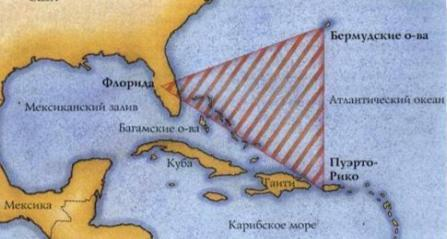 Бермудские о-ва
Флорида
Мексиканский залив
Атлантический океан
Багамские о-ва
Куба
Пуэрто-
Рико
Гаити
Мексика
Карибское море